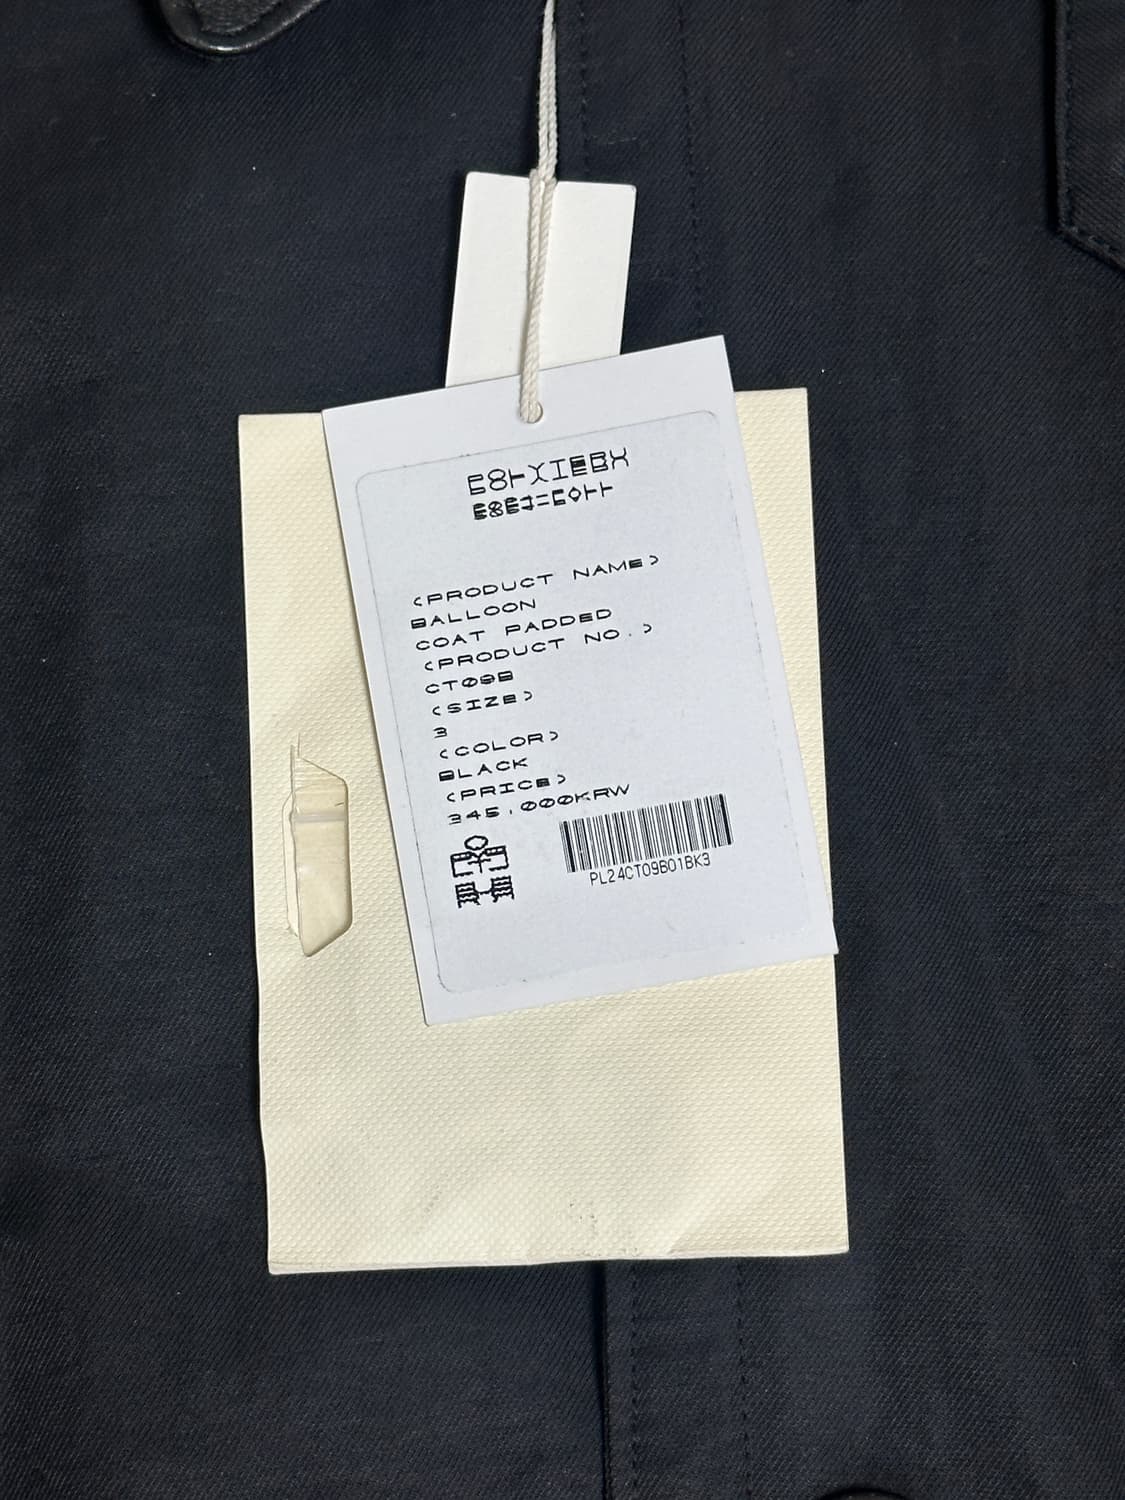 <PRODUCT NAME>
BALLOON
COAT PADDED
<PRODUCT NO.>
CT09B
<SIZE>
3
<COLOR>
BLACK
<PRICE>
345,000KRW
PL24CT09B01BK3